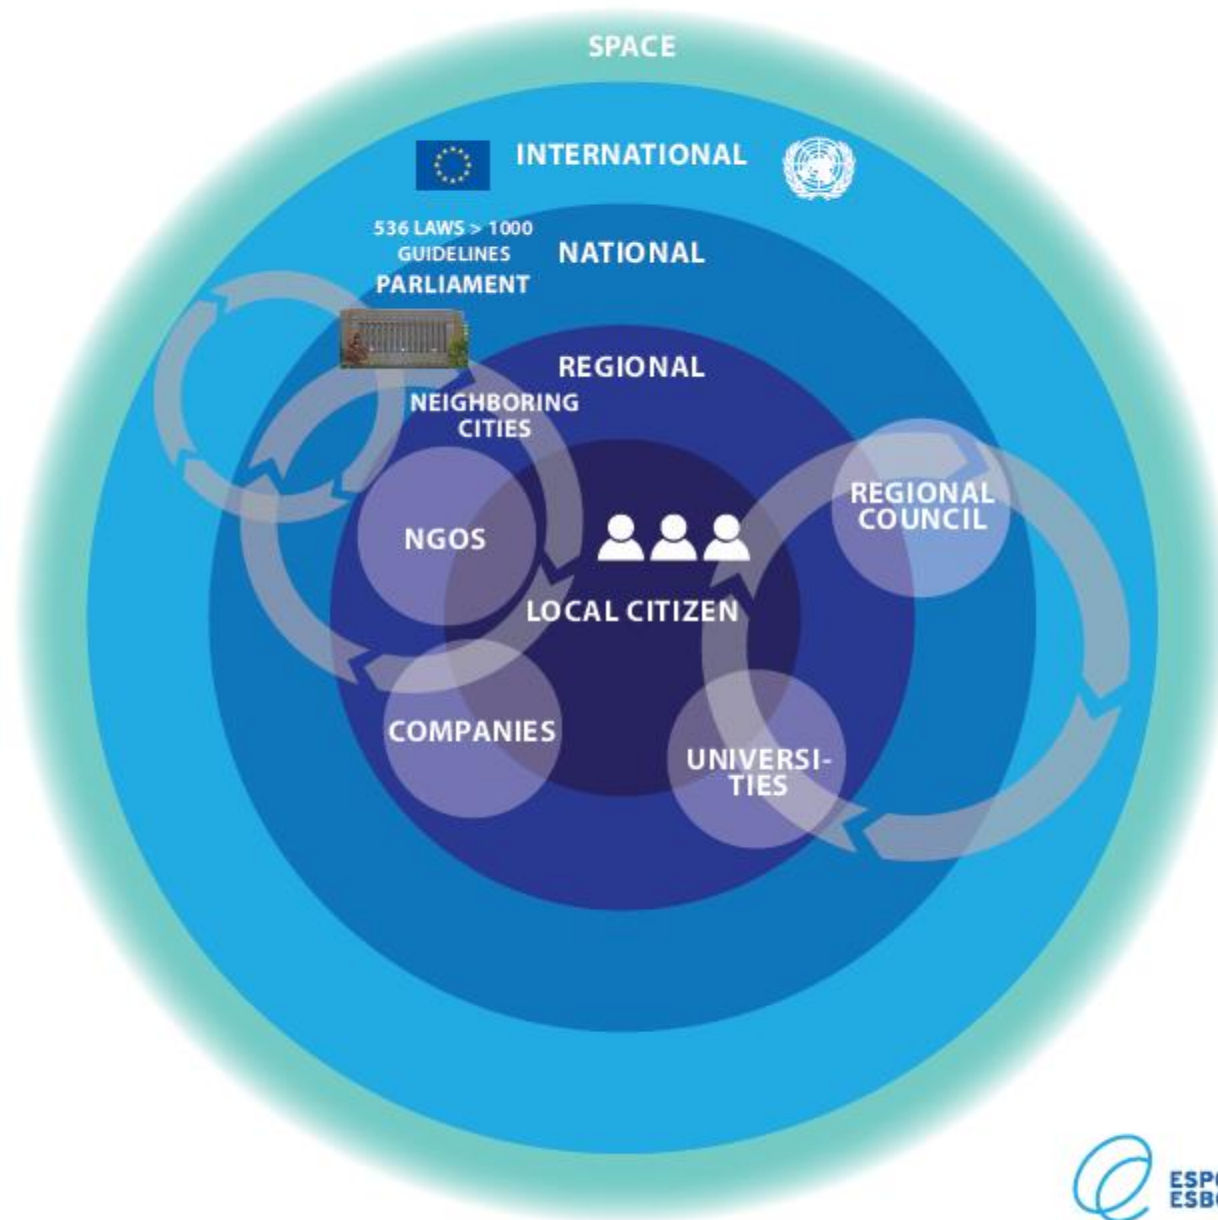 SPACE
INTERNATIONAL
536 LAWS > 1000
GUIDELINES
PARLIAMENT
NATIONAL
REGIONAL
NEIGHBORING
CITIES
NGOS
REGIONAL
COUNCIL
LOCAL CITIZEN
COMPANIES
UNIVERSI-
TIES